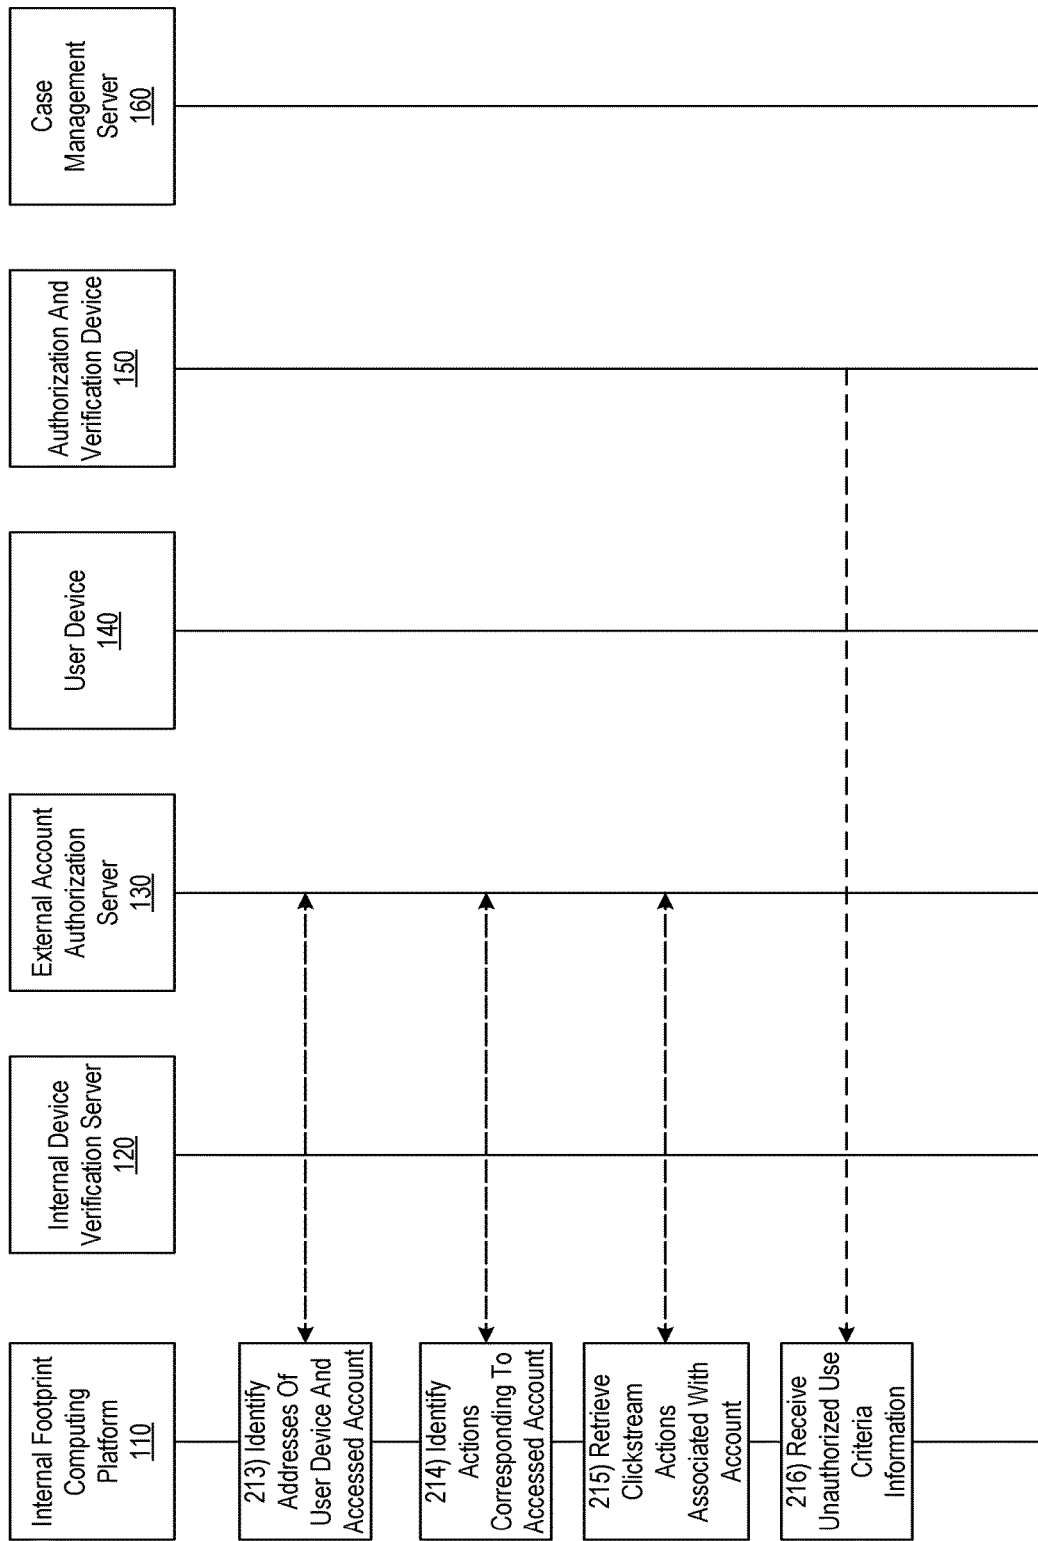 Internal Footprint
Computing
Platform
110
Internal Device
Verification Server
120
External Account
Authorization
Server
130
User Device
140
Authorization And
Verification Device
150
Case
Management
Server
160
213) Identify
Addresses Of
User Device And
Accessed Account
214) Identify
Actions
Corresponding To
Accessed Account
215) Retrieve
Clickstream
Actions
Associated With
Account
216) Receive
Unauthorized Use
Criteria
Information